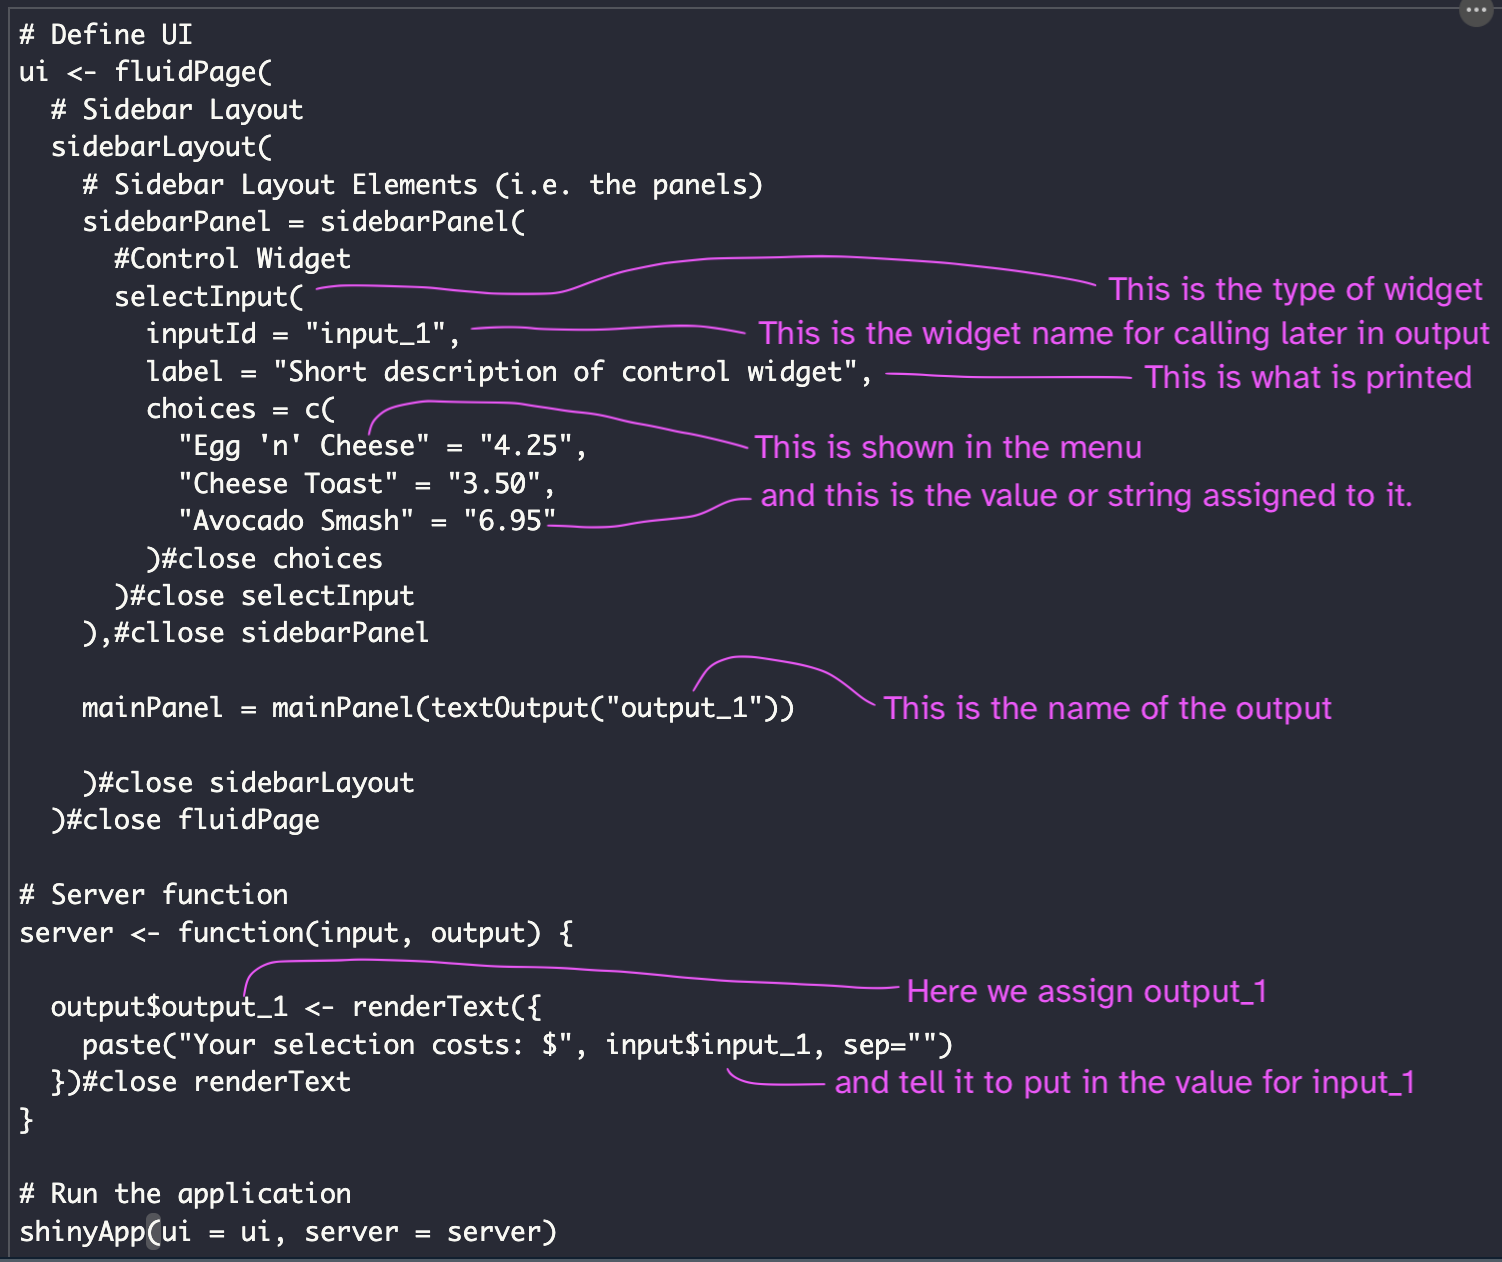 # Define UI
ui <- fluidPage(
  # Sidebar Layout
  sidebarLayout(
    # Sidebar Layout Elements (i.e. the panels)
    sidebarPanel = sidebarPanel(
      #Control Widget
      selectInput( This is the type of widget
        inputId = "input_1", This is the widget name for calling later in output
        label = "Short description of control widget", This is what is printed
        choices = c(
          "Egg 'n' Cheese" = "4.25", This is shown in the menu
          "Cheese Toast" = "3.50", and this is the value or string assigned to it.
          "Avocado Smash" = "6.95"
        )#close choices
      )#close selectInput
    ),#cllose sidebarPanel
    mainPanel = mainPanel(textOutput("output_1")) This is the name of the output
    )#close sidebarLayout
  )#close fluidPage
# Server function
server <- function(input, output) {
  output$output_1 <- renderText({ Here we assign output_1
    paste("Your selection costs: $", input$input_1, sep="")
  })#close renderText and tell it to put in the value for input_1
}
# Run the application
shinyApp(ui = ui, server = server)